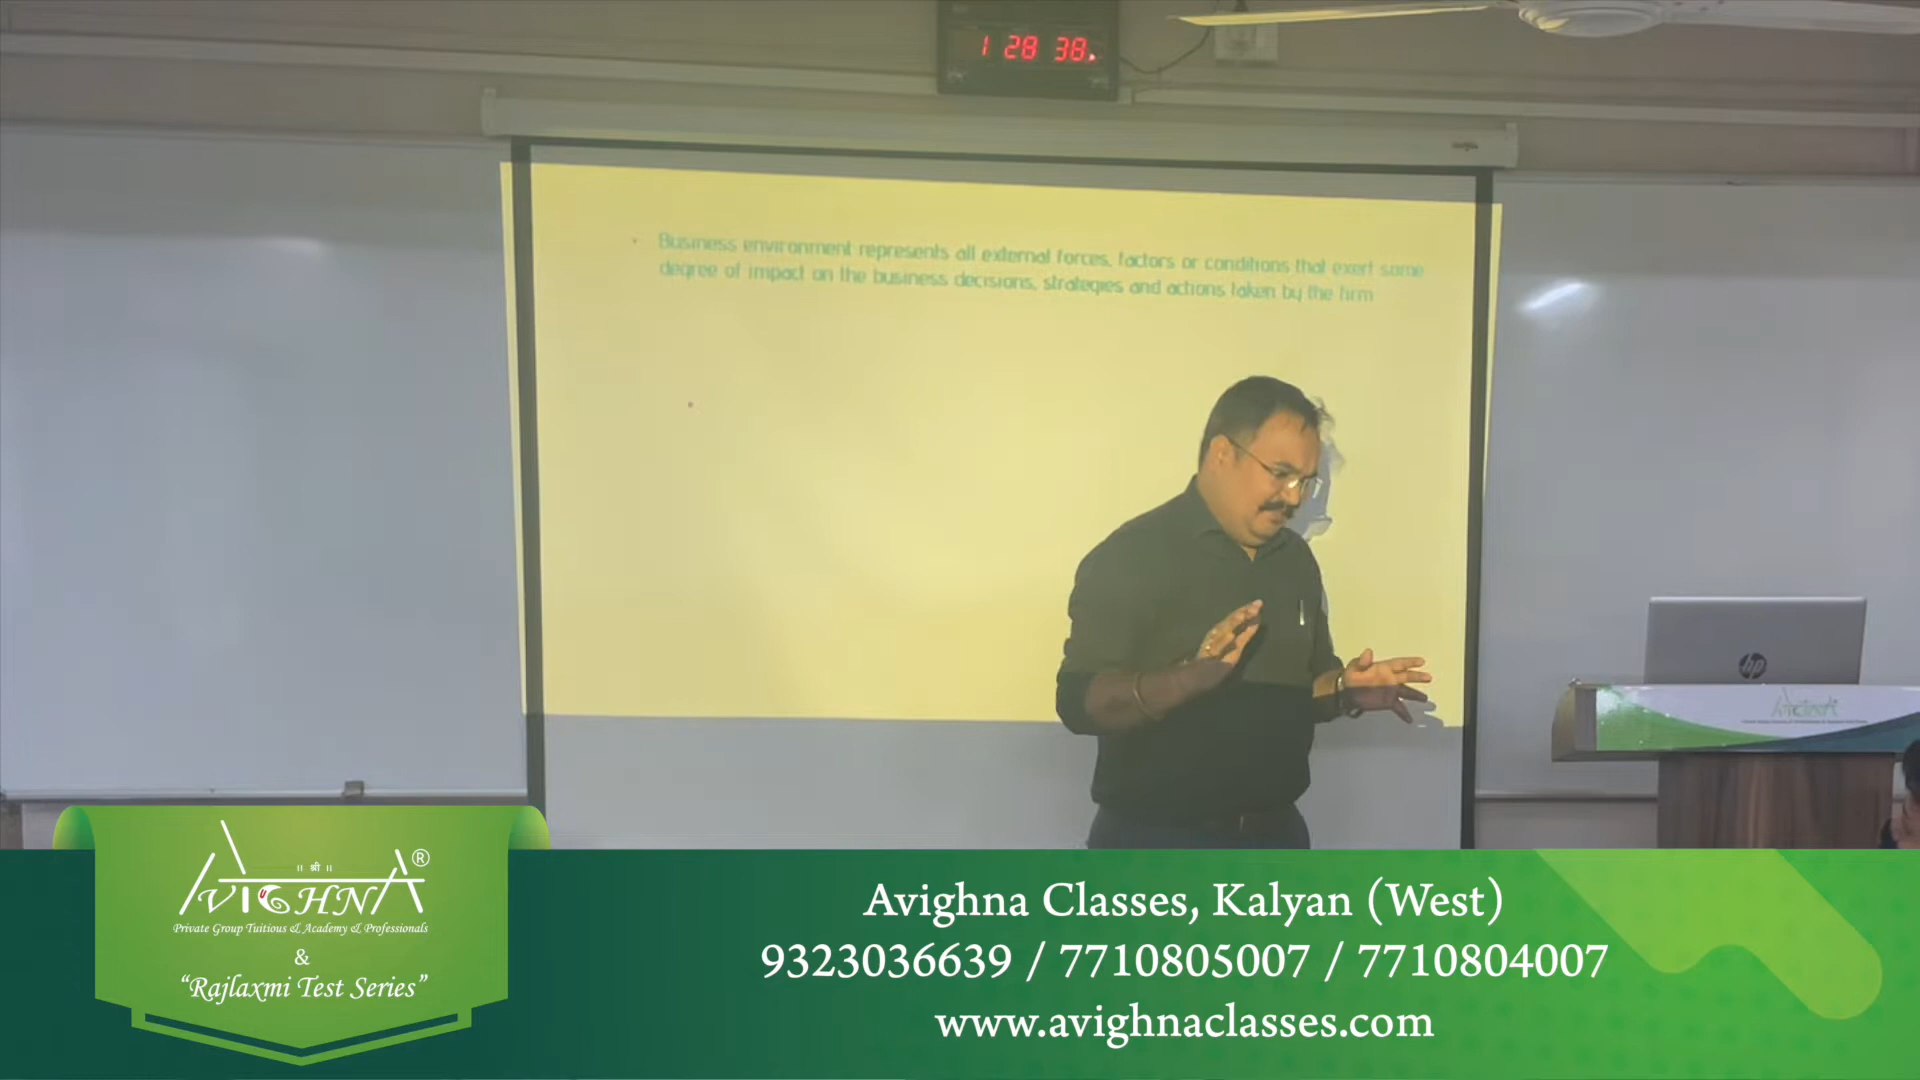 1 28 38
Business environment represents all external forces, factors or conditions that exert some
degree of impact on the business decisions, strategies and actions taken by the firm
hp
AVIGHNA
।। श्री ।।
AVIGHNA ®
Private Group Tuitions & Academy & Professionals
&
"Rajlaxmi Test Series"
Avighna Classes, Kalyan (West)
9323036639 / 7710805007 / 7710804007
www.avighnaclasses.com